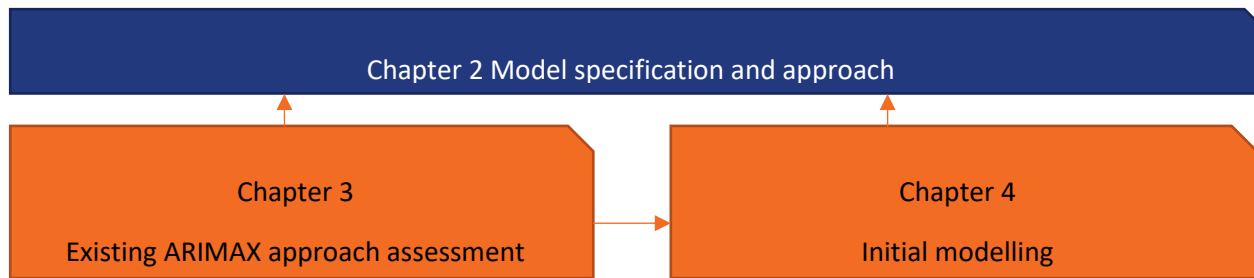 Chapter 2 Model specification and approach
Chapter 3
Existing ARIMAX approach assessment
Chapter 4
Initial modelling